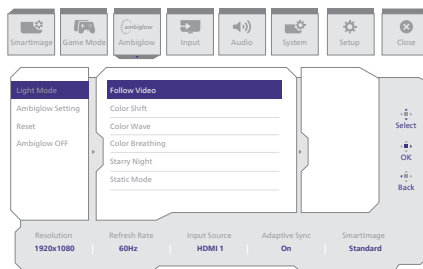 SmartImage
Game Mode
ambiglow
Ambiglow
Input
Audio
System
Setup
Close
Light Mode
Ambiglow Setting
Reset
Ambiglow OFF
Follow Video
Color Shift
Color Wave
Color Breathing
Starry Night
Static Mode
Select
OK
Back
Resolution Refresh Rate Input Source Adaptive Sync SmartImage
1920x1080 60Hz HDMI 1 On Standard